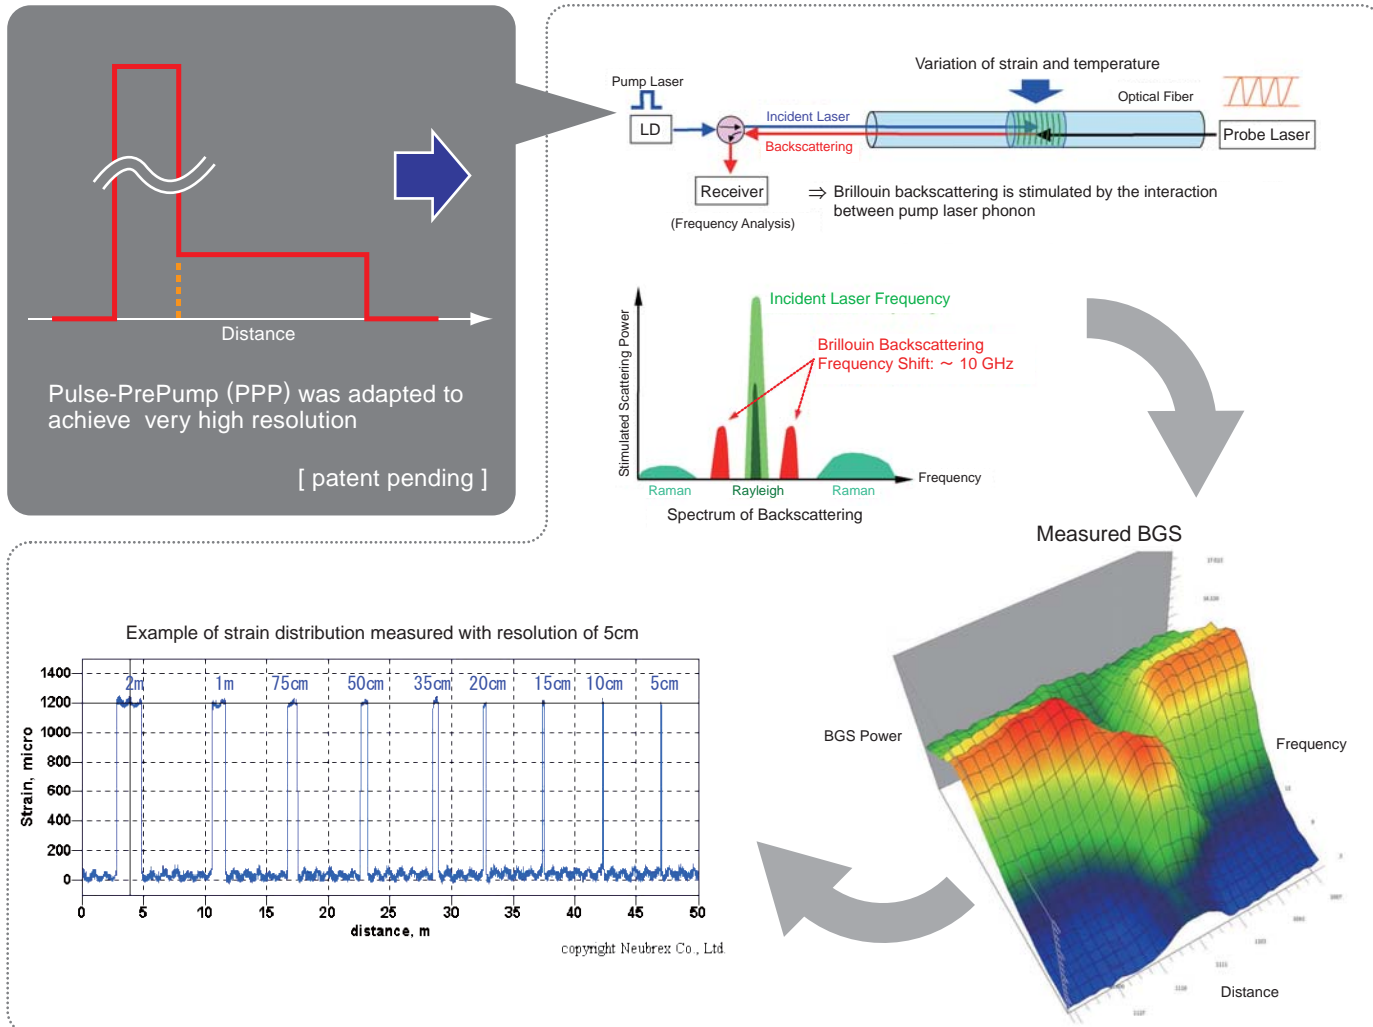 Distance
Pulse-PrePump (PPP) was adapted to
achieve very high resolution
[ patent pending ]
Variation of strain and temperature
Pump Laser
Optical Fiber
LD
Incident Laser
Backscattering
Probe Laser
Receiver
(Frequency Analysis)
⇒ Brillouin backscattering is stimulated by the interaction
between pump laser phonon
Stimulated Scattering Power
Incident Laser Frequency
Brillouin Backscattering
Frequency Shift: ～ 10 GHz
Frequency
Raman
Rayleigh
Raman
Spectrum of Backscattering
Measured BGS
BGS Power
Frequency
Distance
Example of strain distribution measured with resolution of 5cm
Strain, micro
1400
1200
1000
800
600
400
200
0
2m
1m
75cm
50cm
35cm
20cm
15cm
10cm
5cm
0
5
10
15
20
25
30
35
40
45
50
distance, m
copyright Neubrex Co., Ltd.